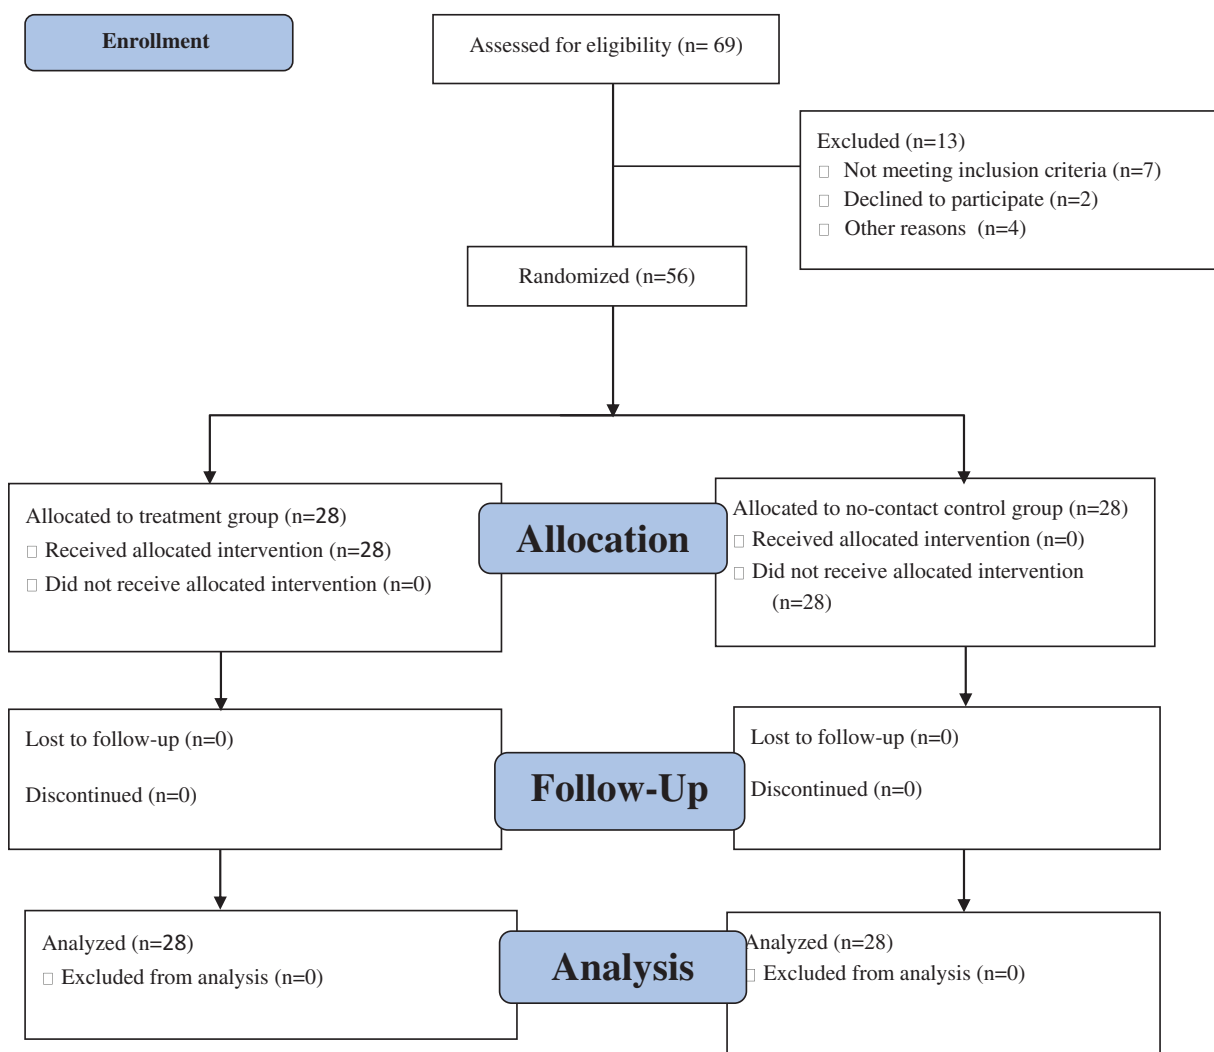 Enrollment
Assessed for eligibility (n= 69)
Excluded (n=13)
Not meeting inclusion criteria (n=7)
Declined to participate (n=2)
Other reasons (n=4)
Randomized (n=56)
Allocated to treatment group (n=28)
Received allocated intervention (n=28)
Did not receive allocated intervention (n=0)
Allocation
Allocated to no-contact control group (n=28)
Received allocated intervention (n=0)
Did not receive allocated intervention
(n=28)
Lost to follow-up (n=0)
Discontinued (n=0)
Follow-Up
Lost to follow-up (n=0)
Discontinued (n=0)
Analyzed (n=28)
Excluded from analysis (n=0)
Analysis
Analyzed (n=28)
Excluded from analysis (n=0)